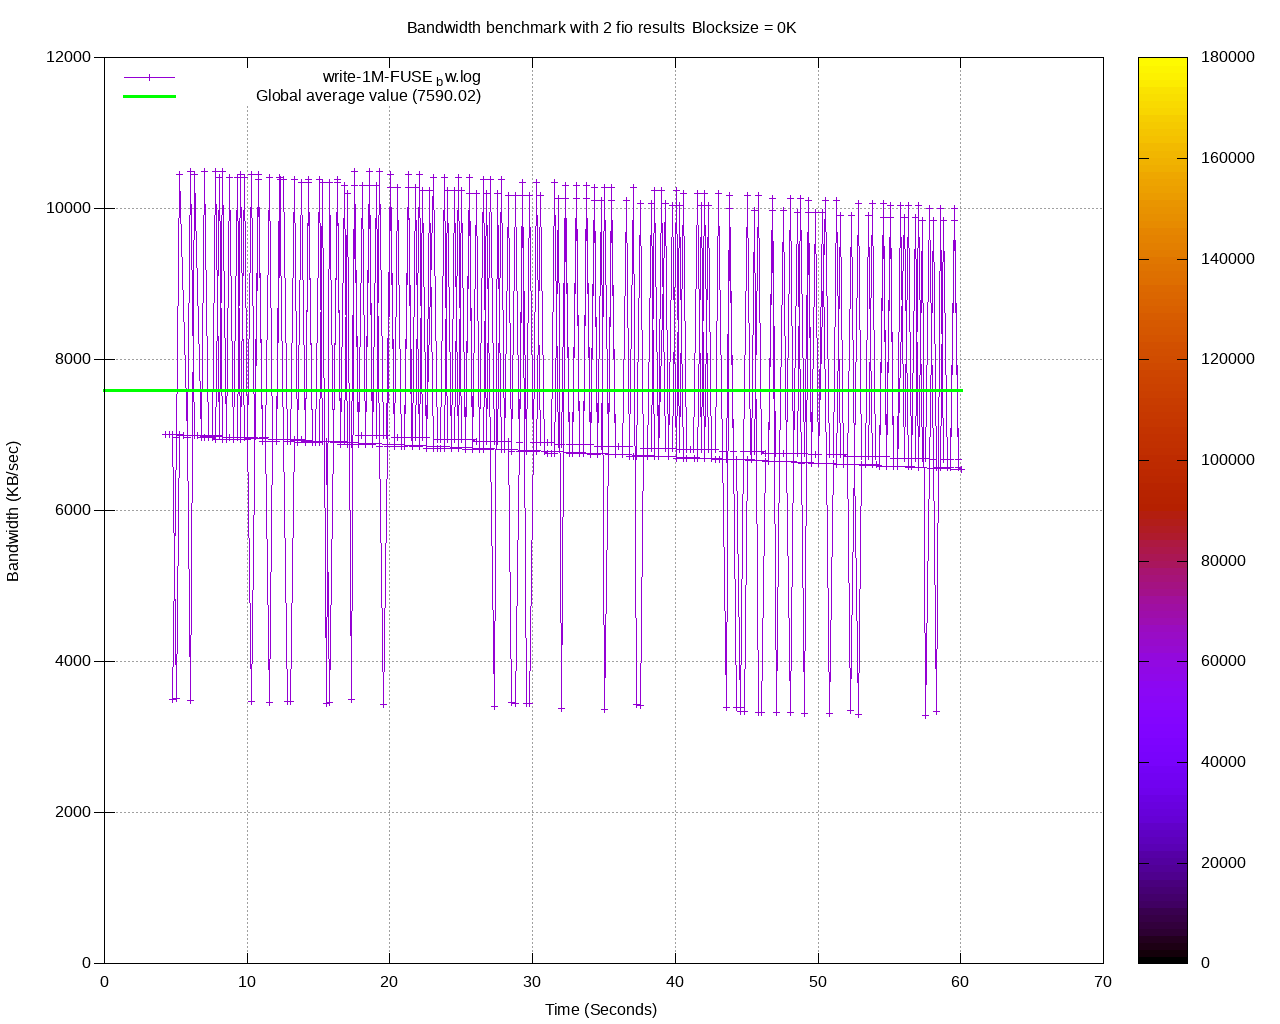 Bandwidth benchmark with 2 fio results Blocksize = 0K
write-1M-FUSE_bw.log
Global average value (7590.02)
12000
10000
8000
6000
4000
2000
0
Bandwidth (KB/sec)
0 10 20 30 40 50 60 70
Time (Seconds)
180000
160000
140000
120000
100000
80000
60000
40000
20000
0